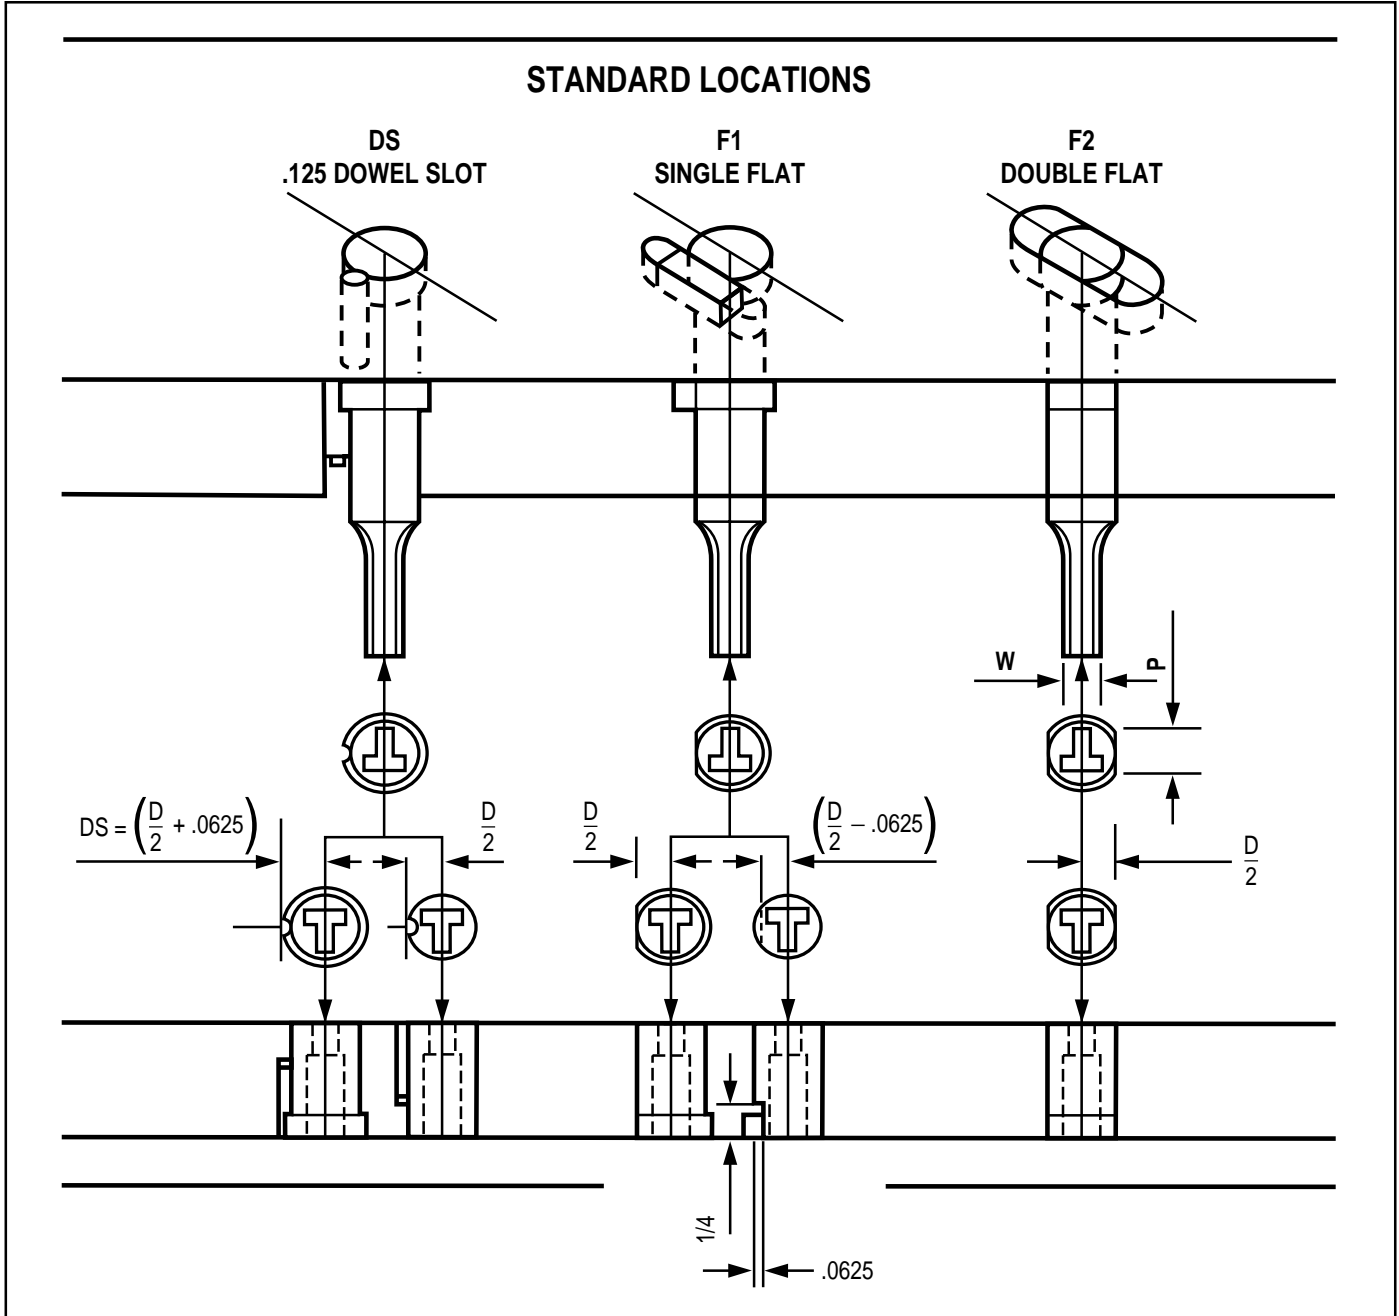 STANDARD LOCATIONS
DS
.125 DOWEL SLOT
F1
SINGLE FLAT
F2
DOUBLE FLAT
W
P
DS = (D/2 + .0625)
D/2
D/2
(D/2 – .0625)
D/2
1/4
.0625